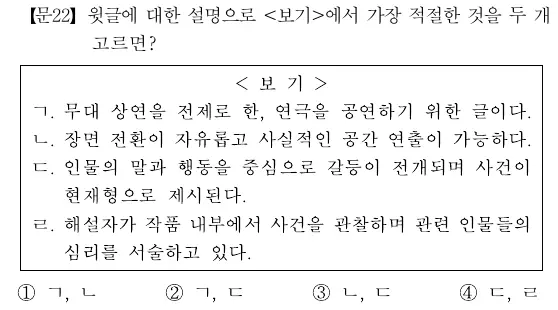 【문22】 윗글에 대한 설명으로 <보기>에서 가장 적절한 것을 두 개
고르면?
< 보 기 >
ㄱ. 무대 상연을 전제로 한, 연극을 공연하기 위한 글이다.
ㄴ. 장면 전환이 자유롭고 사실적인 공간 연출이 가능하다.
ㄷ. 인물의 말과 행동을 중심으로 갈등이 전개되며 사건이
현재형으로 제시된다.
ㄹ. 해설자가 작품 내부에서 사건을 관찰하며 관련 인물들의
심리를 서술하고 있다.
① ㄱ, ㄴ ② ㄱ, ㄷ ③ ㄴ, ㄷ ④ ㄷ, ㄹ